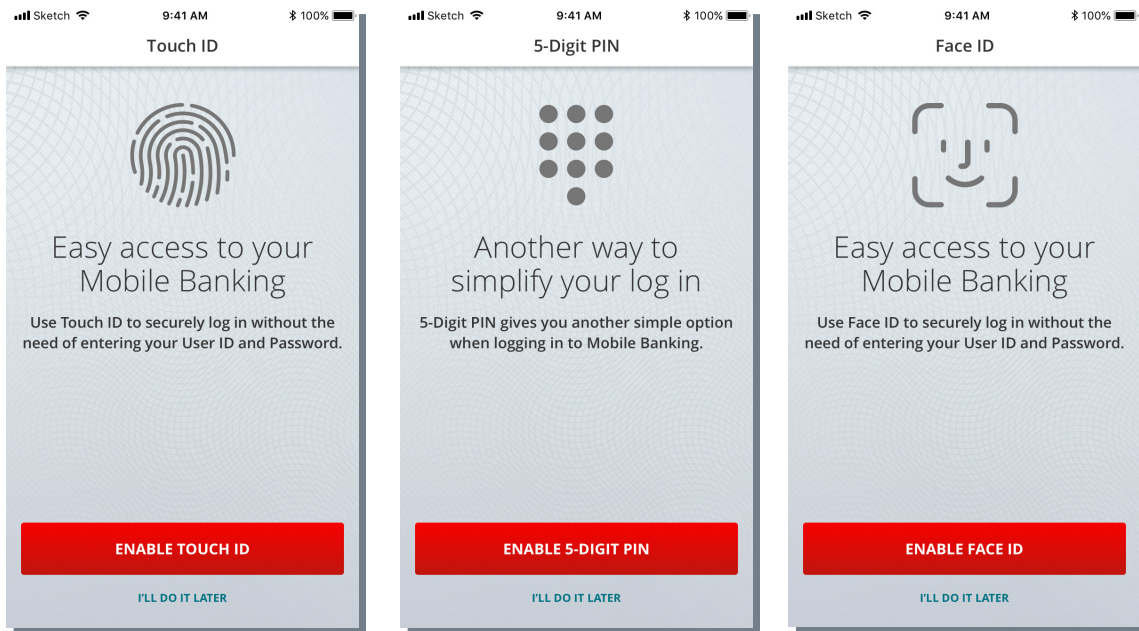 Sketch 9:41 AM 100%
Touch ID
Easy access to your
Mobile Banking
Use Touch ID to securely log in without the
need of entering your User ID and Password.
ENABLE TOUCH ID
I'LL DO IT LATER
Sketch 9:41 AM 100%
5-Digit PIN
Another way to
simplify your log in
5-Digit PIN gives you another simple option
when logging in to Mobile Banking.
ENABLE 5-DIGIT PIN
I'LL DO IT LATER
Sketch 9:41 AM 100%
Face ID
Easy access to your
Mobile Banking
Use Face ID to securely log in without the
need of entering your User ID and Password.
ENABLE FACE ID
I'LL DO IT LATER